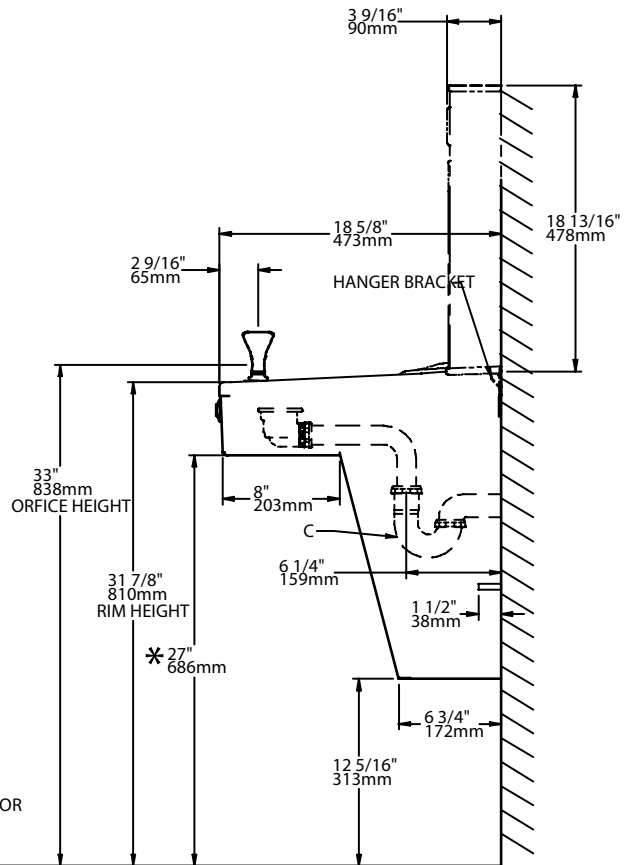 3 9/16"
90mm
18 5/8"
473mm
18 13/16"
478mm
2 9/16"
65mm
HANGER BRACKET
33"
838mm
ORFICE HEIGHT
8"
203mm
C
6 1/4"
159mm
31 7/8"
810mm
RIM HEIGHT
1 1/2"
38mm
* 27"
686mm
6 3/4"
172mm
12 5/16"
313mm
OR